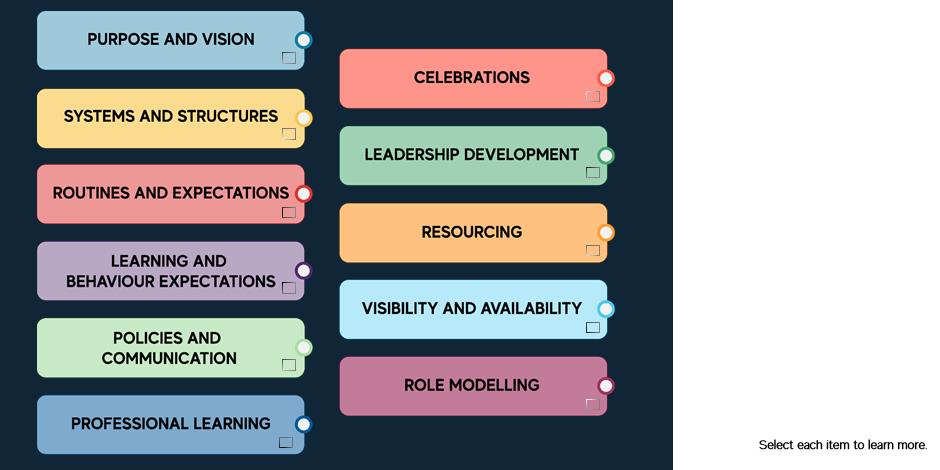 PURPOSE AND VISION
SYSTEMS AND STRUCTURES
ROUTINES AND EXPECTATIONS
LEARNING AND
BEHAVIOUR EXPECTATIONS
POLICIES AND
COMMUNICATION
PROFESSIONAL LEARNING
CELEBRATIONS
LEADERSHIP DEVELOPMENT
RESOURCING
VISIBILITY AND AVAILABILITY
ROLE MODELLING
Select each item to learn more.